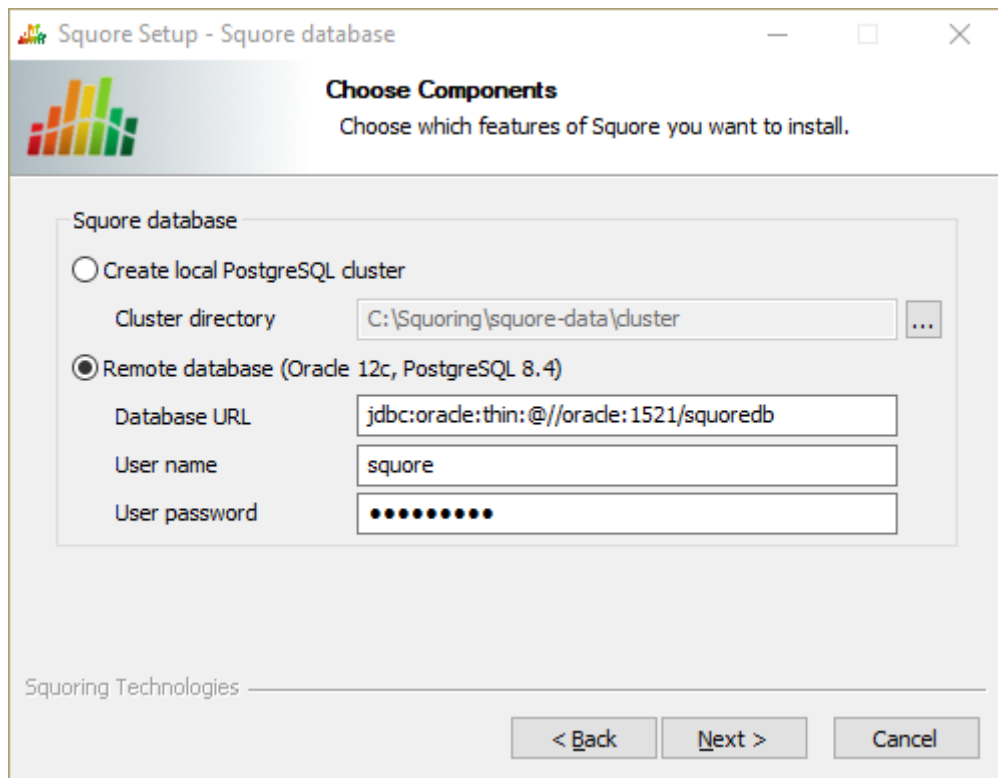 Squore Setup - Squore database
Choose Components
Choose which features of Squore you want to install.
Squore database
Create local PostgreSQL cluster
Cluster directory C:\Squoring\squore-data\cluster ...
Remote database (Oracle 12c, PostgreSQL 8.4)
Database URL jdbc:oracle:thin:@//oracle:1521/squoredb
User name squore
User password ●●●●●●●●●
Squoring Technologies
< Back Next > Cancel